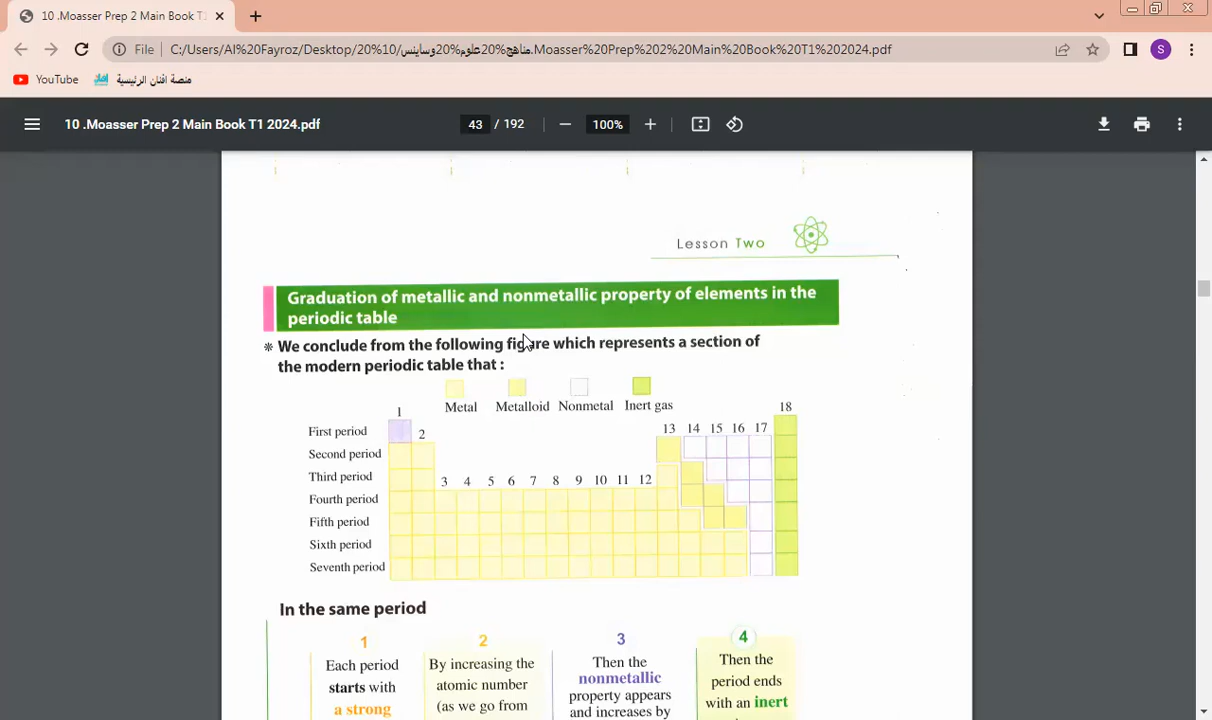 10 .Moasser Prep 2 Main Book T1
File
C:/Users/Al%20Fayroz/Desktop/20%10/مناهج%20علوم%20وساينس.Moasser%20Prep%202%20Main%20Book%20T1%202024.pdf
S
YouTube
منصة افنان الرئيسية
10 .Moasser Prep 2 Main Book T1 2024.pdf
43 / 192
100%
Lesson Two
Graduation of metallic and nonmetallic property of elements in the
periodic table
* We conclude from the following figure which represents a section of
the modern periodic table that :
Metal Metalloid Nonmetal Inert gas
1 18
First period 2 13 14 15 16 17
Second period
Third period 3 4 5 6 7 8 9 10 11 12
Fourth period
Fifth period
Sixth period
Seventh period
In the same period
1
Each period
starts with
a strong
2
By increasing the
atomic number
(as we go from
3
Then the
nonmetallic
property appears
and increases by
4
Then the
period ends
with an inert